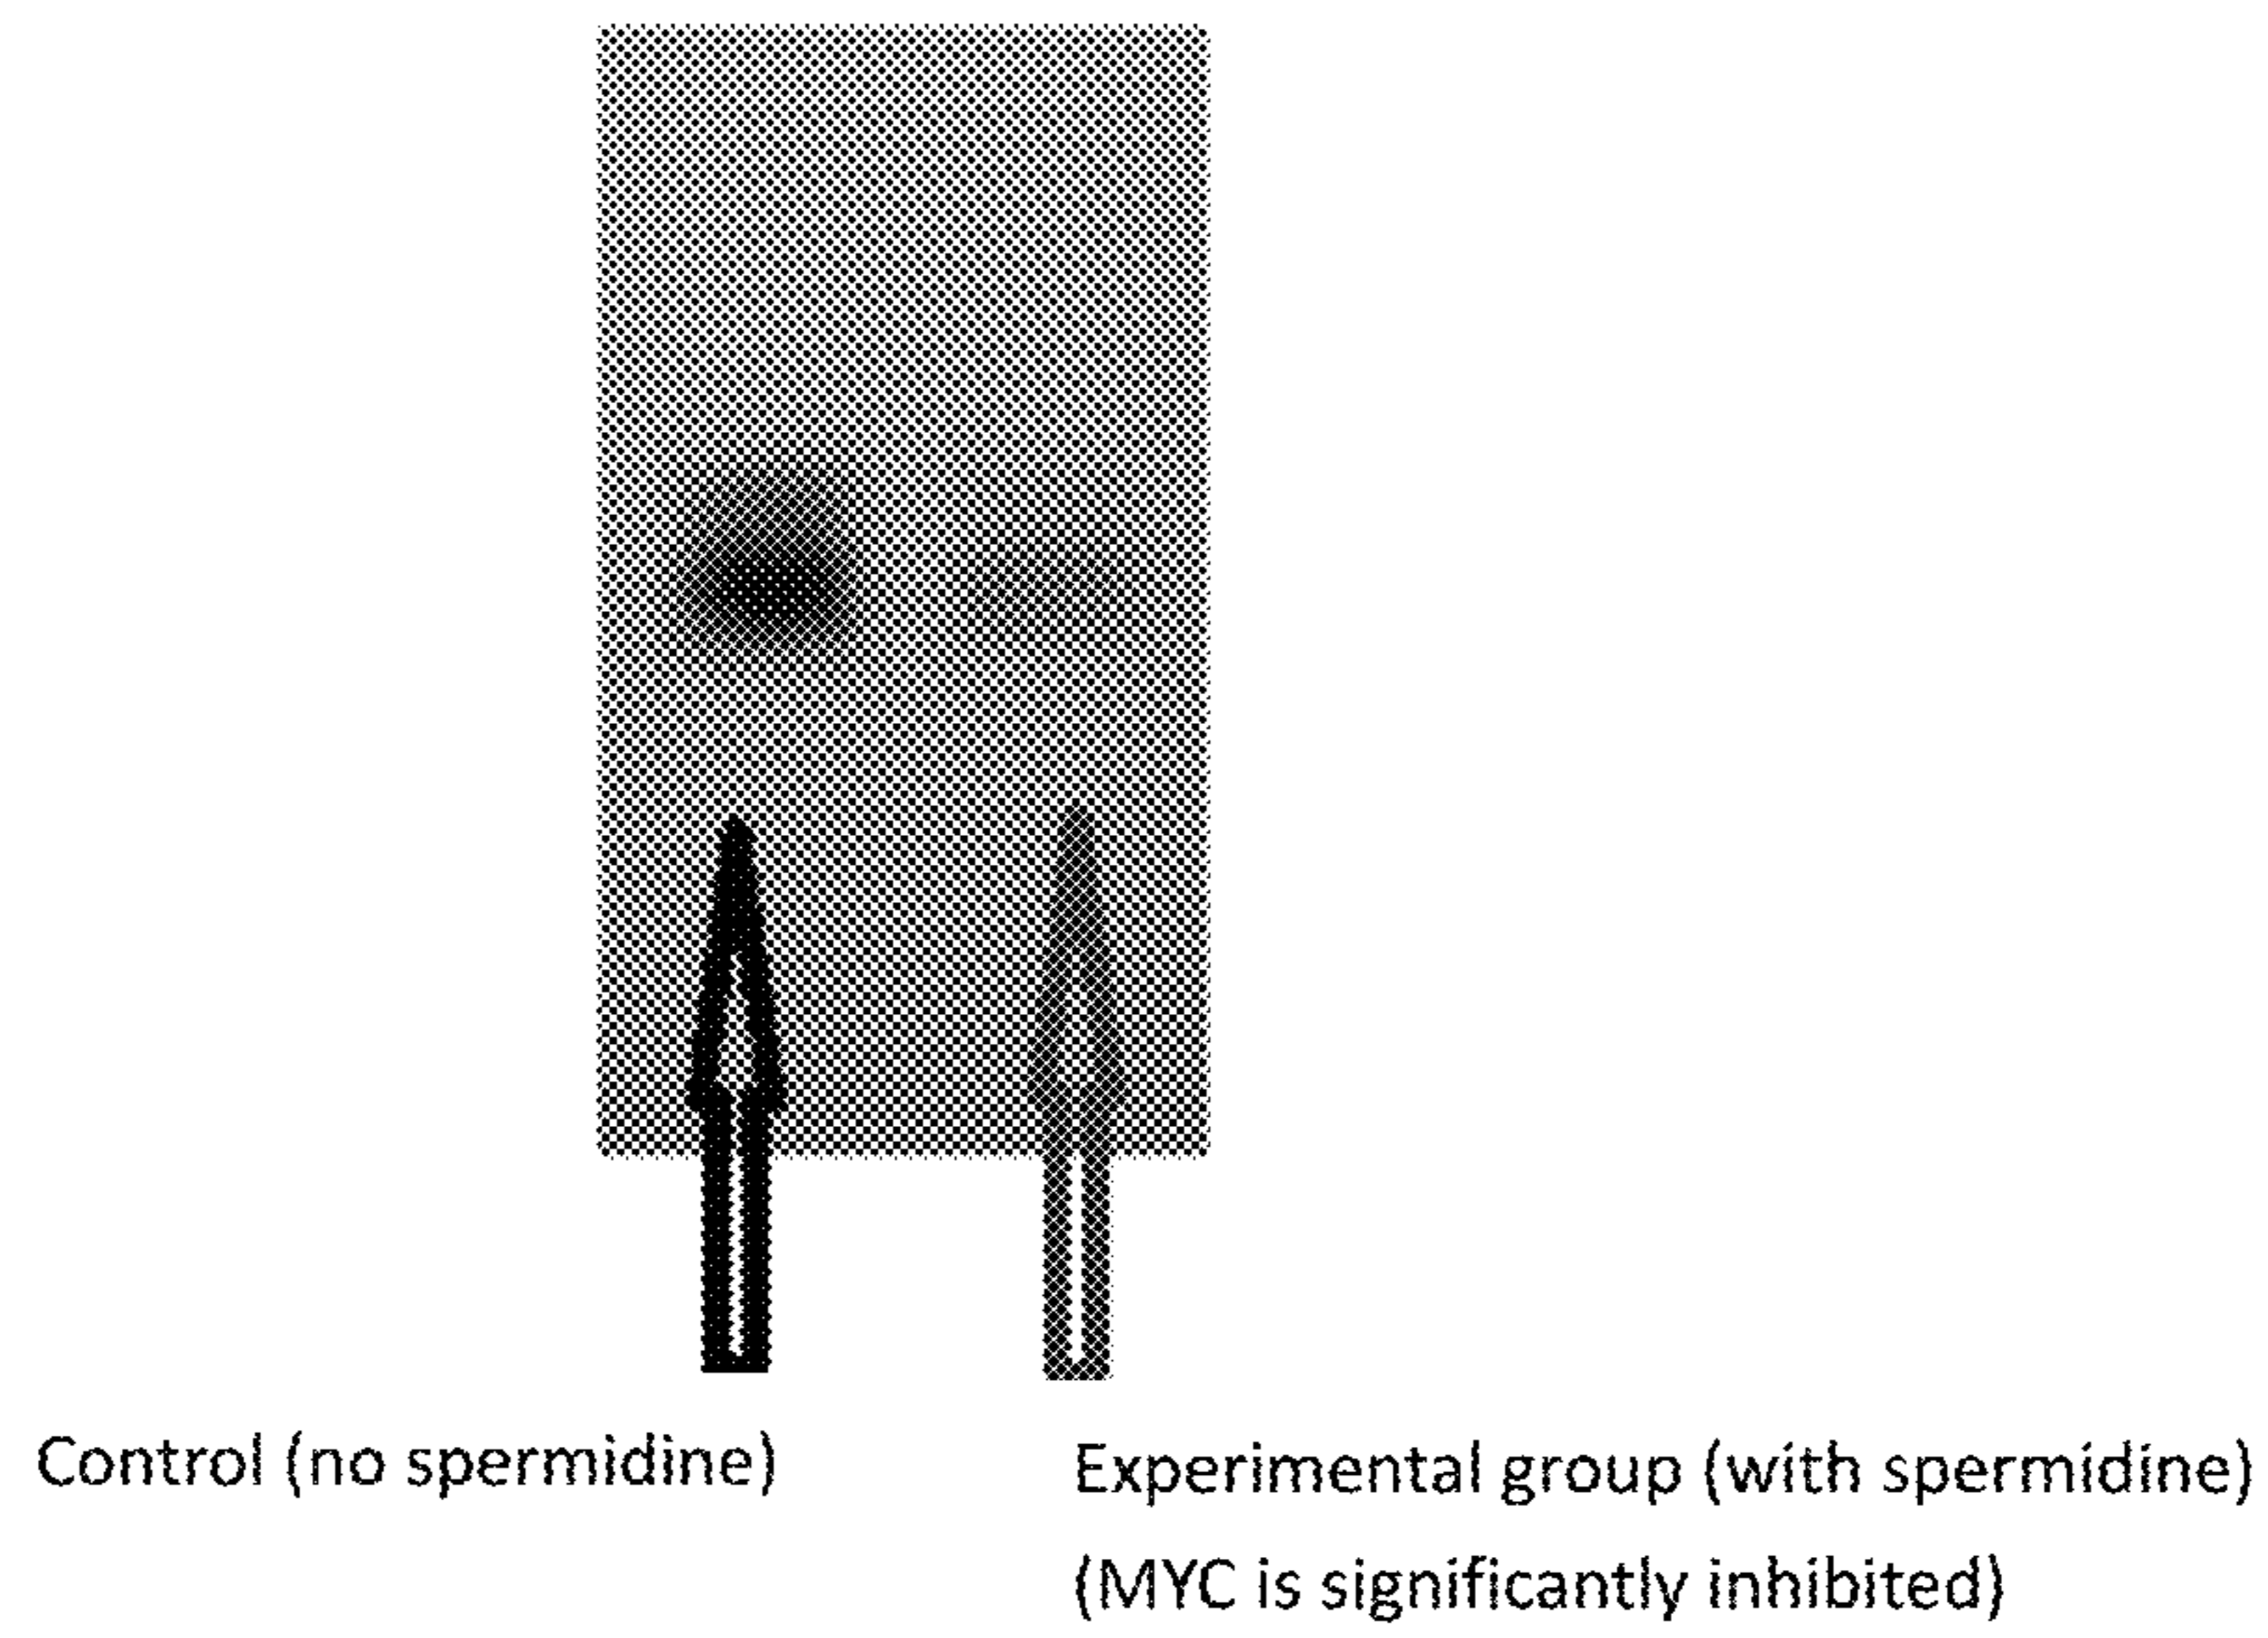 Control (no spermidine)
Experimental group (with spermidine)
(MYC is significantly inhibited)